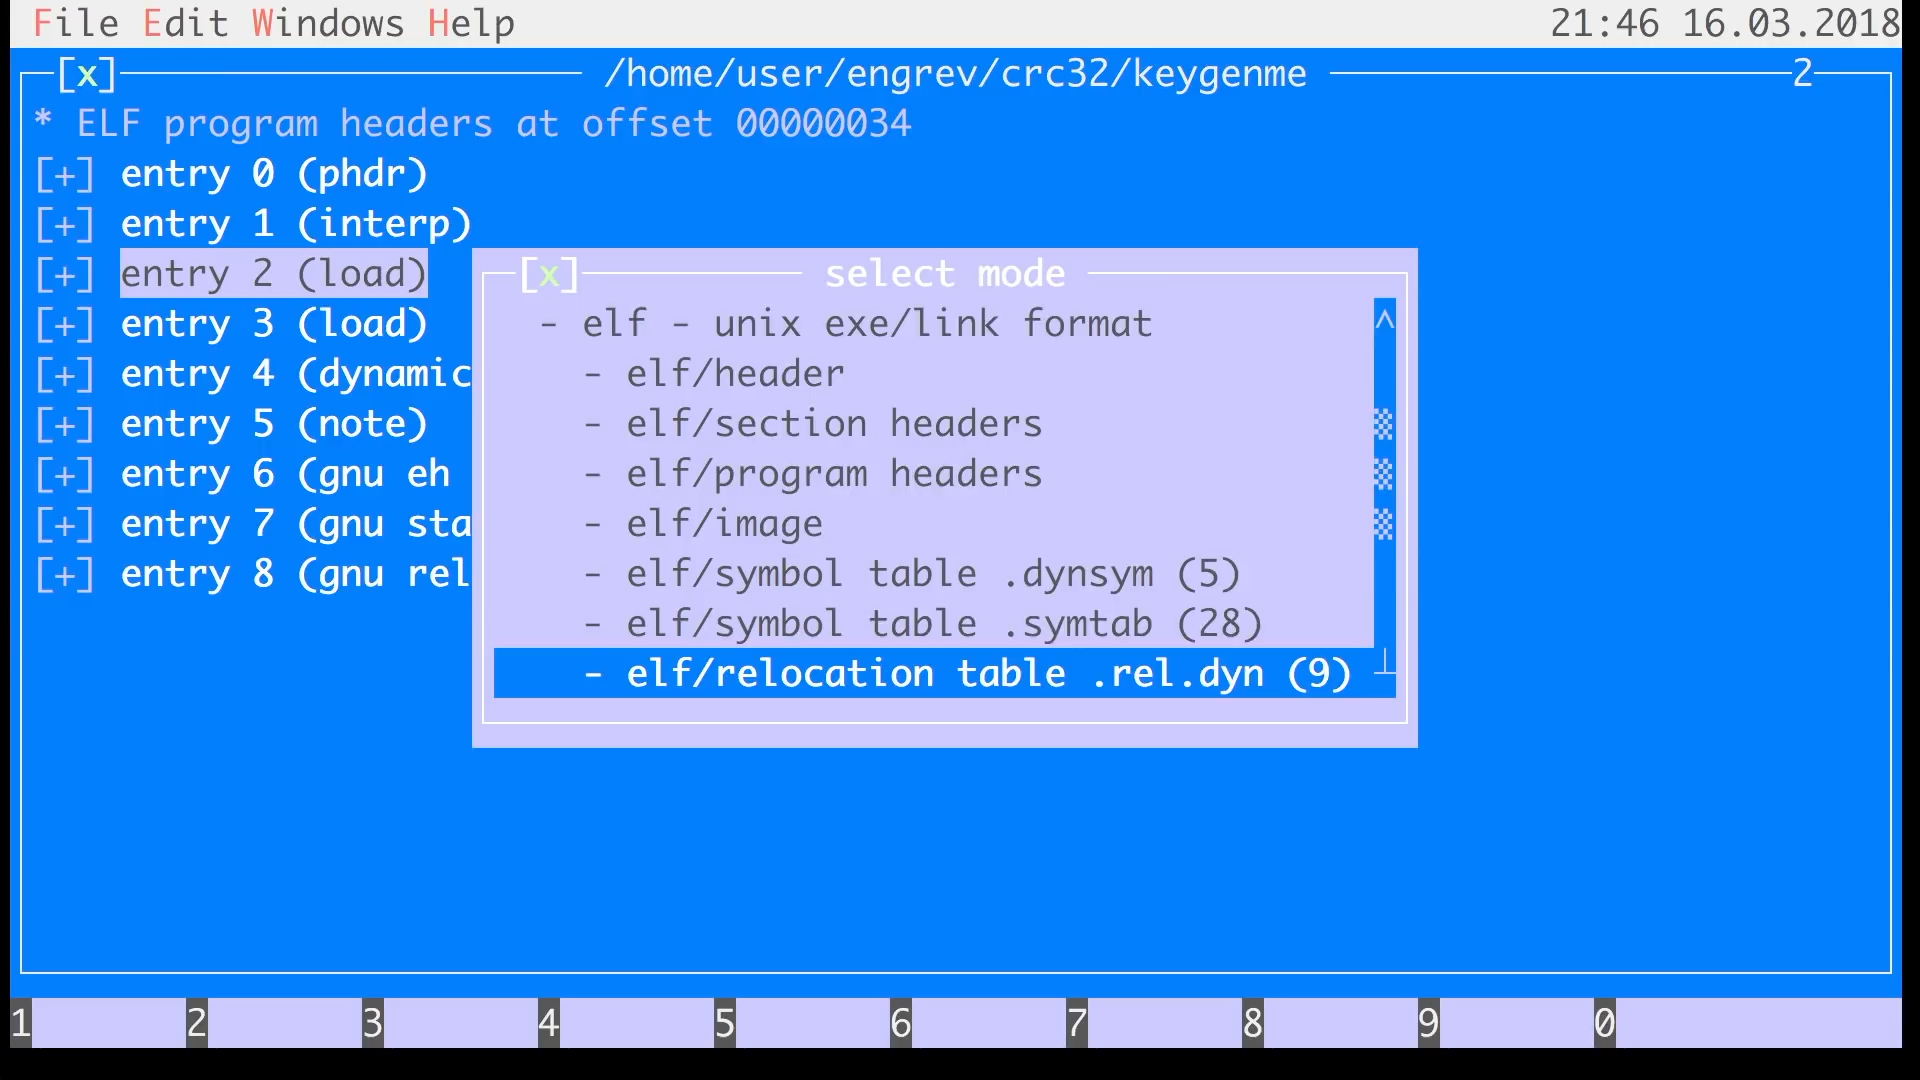 File Edit Windows Help 21:46 16.03.2018
[x] /home/user/engrev/crc32/keygenme 2
* ELF program headers at offset 00000034
[+] entry 0 (phdr)
[+] entry 1 (interp)
[+] entry 2 (load)
[+] entry 3 (load)
[+] entry 4 (dynamic
[+] entry 5 (note)
[+] entry 6 (gnu eh
[+] entry 7 (gnu sta
[+] entry 8 (gnu rel
[x] select mode
- elf - unix exe/link format
- elf/header
- elf/section headers
- elf/program headers
- elf/image
- elf/symbol table .dynsym (5)
- elf/symbol table .symtab (28)
- elf/relocation table .rel.dyn (9)
1 2 3 4 5 6 7 8 9 0